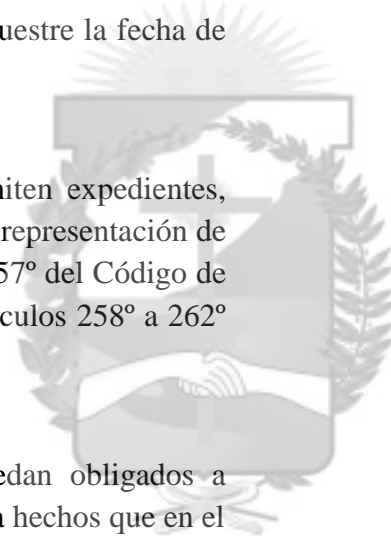 uestre la fecha de
niten expedientes,
representación de
57º del Código de
culos 258º a 262º
edan obligados a
a hechos que en el